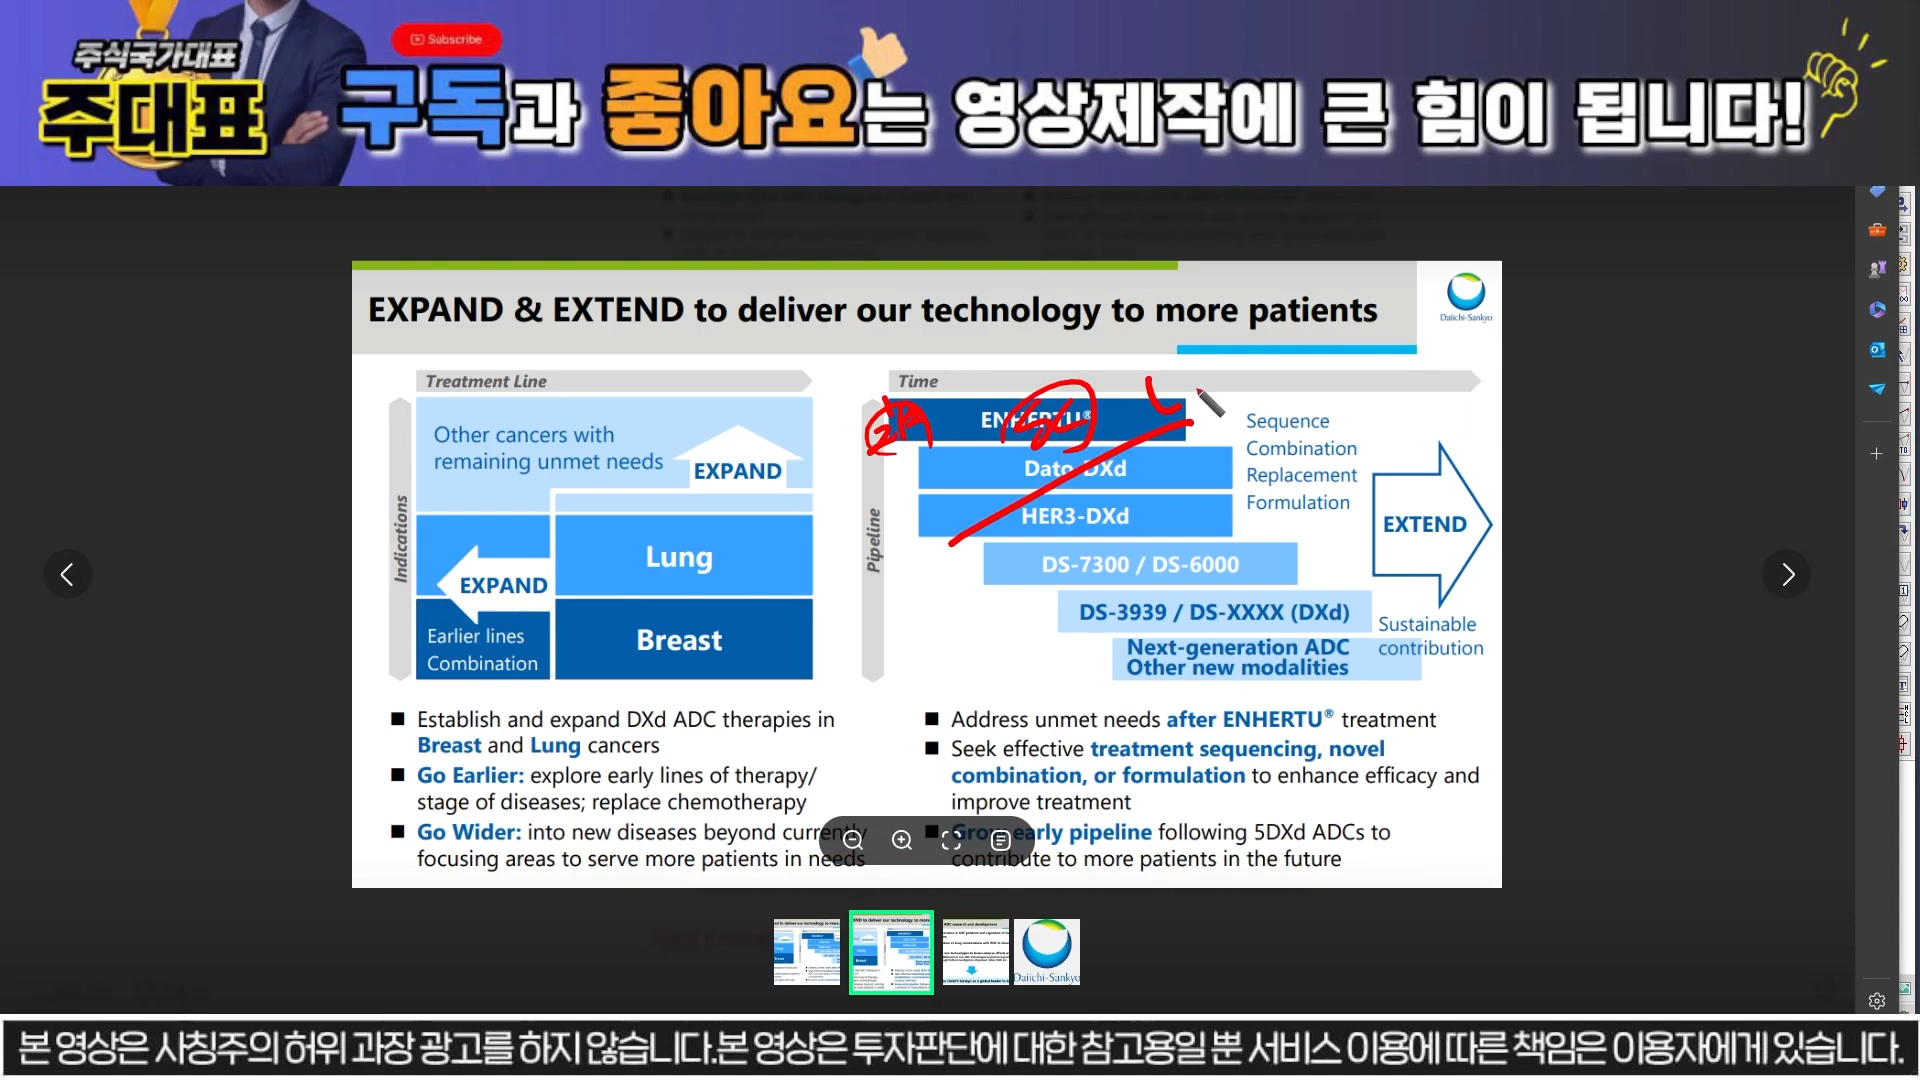 주식국가대표
주대표
Subscribe
구독과 좋아요는 영상제작에 큰 힘이 됩니다!
EXPAND & EXTEND to deliver our technology to more patients
Daiichi-Sankyo
Treatment Line
Indications
Other cancers with
remaining unmet needs
EXPAND
Lung
EXPAND
Earlier lines
Combination
Breast
Time
Pipeline
ENHERTU®
Dato-DXd
HER3-DXd
DS-7300 / DS-6000
DS-3939 / DS-XXXX (DXd)
Next-generation ADC
Other new modalities
Sequence
Combination
Replacement
Formulation
EXTEND
Sustainable
contribution
■ Establish and expand DXd ADC therapies in
Breast and Lung cancers
■ Go Earlier: explore early lines of therapy/
stage of diseases; replace chemotherapy
■ Go Wider: into new diseases beyond currently
focusing areas to serve more patients in needs
■ Address unmet needs after ENHERTU® treatment
■ Seek effective treatment sequencing, novel
combination, or formulation to enhance efficacy and
improve treatment
■ Grow early pipeline following 5DXd ADCs to
contribute to more patients in the future
Daiichi-Sankyo
본 영상은 사칭주의 허위 과장 광고를 하지 않습니다.본 영상은 투자판단에 대한 참고용일 뿐 서비스 이용에 따른 책임은 이용자에게 있습니다.